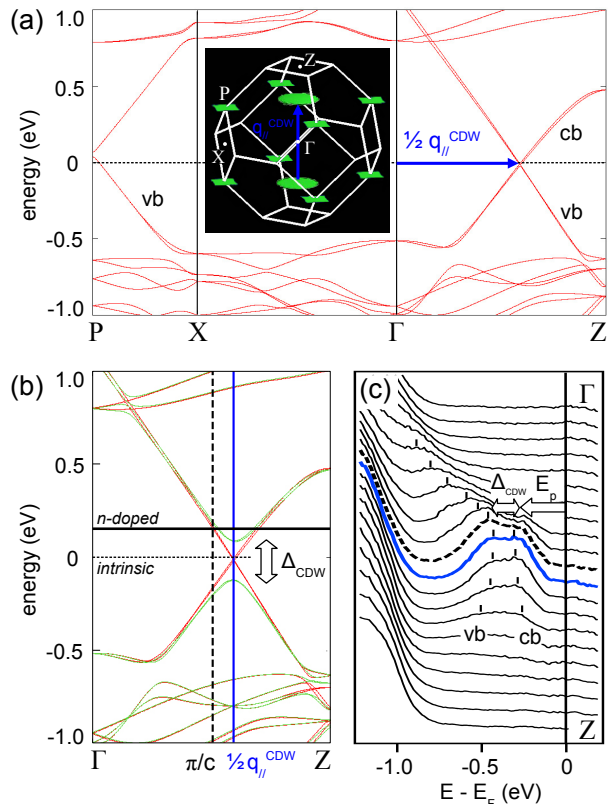 (a)
1.0
0.5
0
-0.5
-1.0
energy (eV)
Z
P
q//CDW
Γ
X
½ q//CDW
cb
vb
vb
P
X
Γ
Z
(b)
1.0
0.5
0
-0.5
-1.0
energy (eV)
n-doped
intrinsic
ΔCDW
Γ
π/c
½q//CDW
Z
(c)
Γ
ΔCDW
Ep
vb
cb
Z
-1.0
-0.5
0
E - EF (eV)